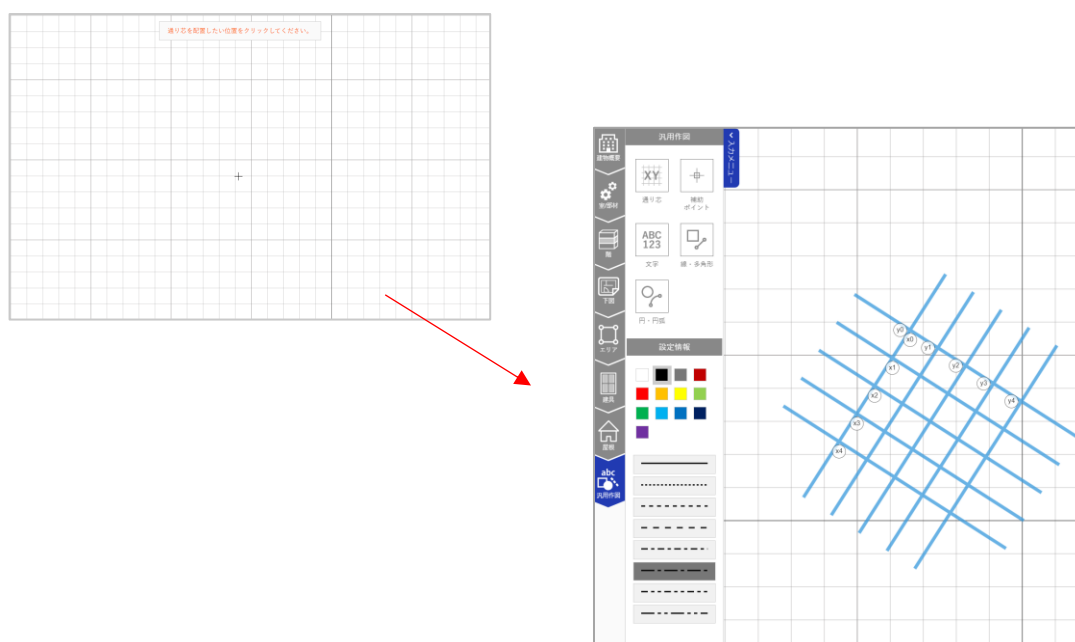 通り芯を配置したい位置をクリックしてください。
建物概要
汎用作図
入力メニュー
XY
通り芯
補助
ポイント
ABC
123
文字
線・多角形
円・円弧
設定情報
階
下図
エリア
建具
屋根
abc
汎用作図
y0
x0
y1
x1
y2
x2
y3
x3
y4
x4